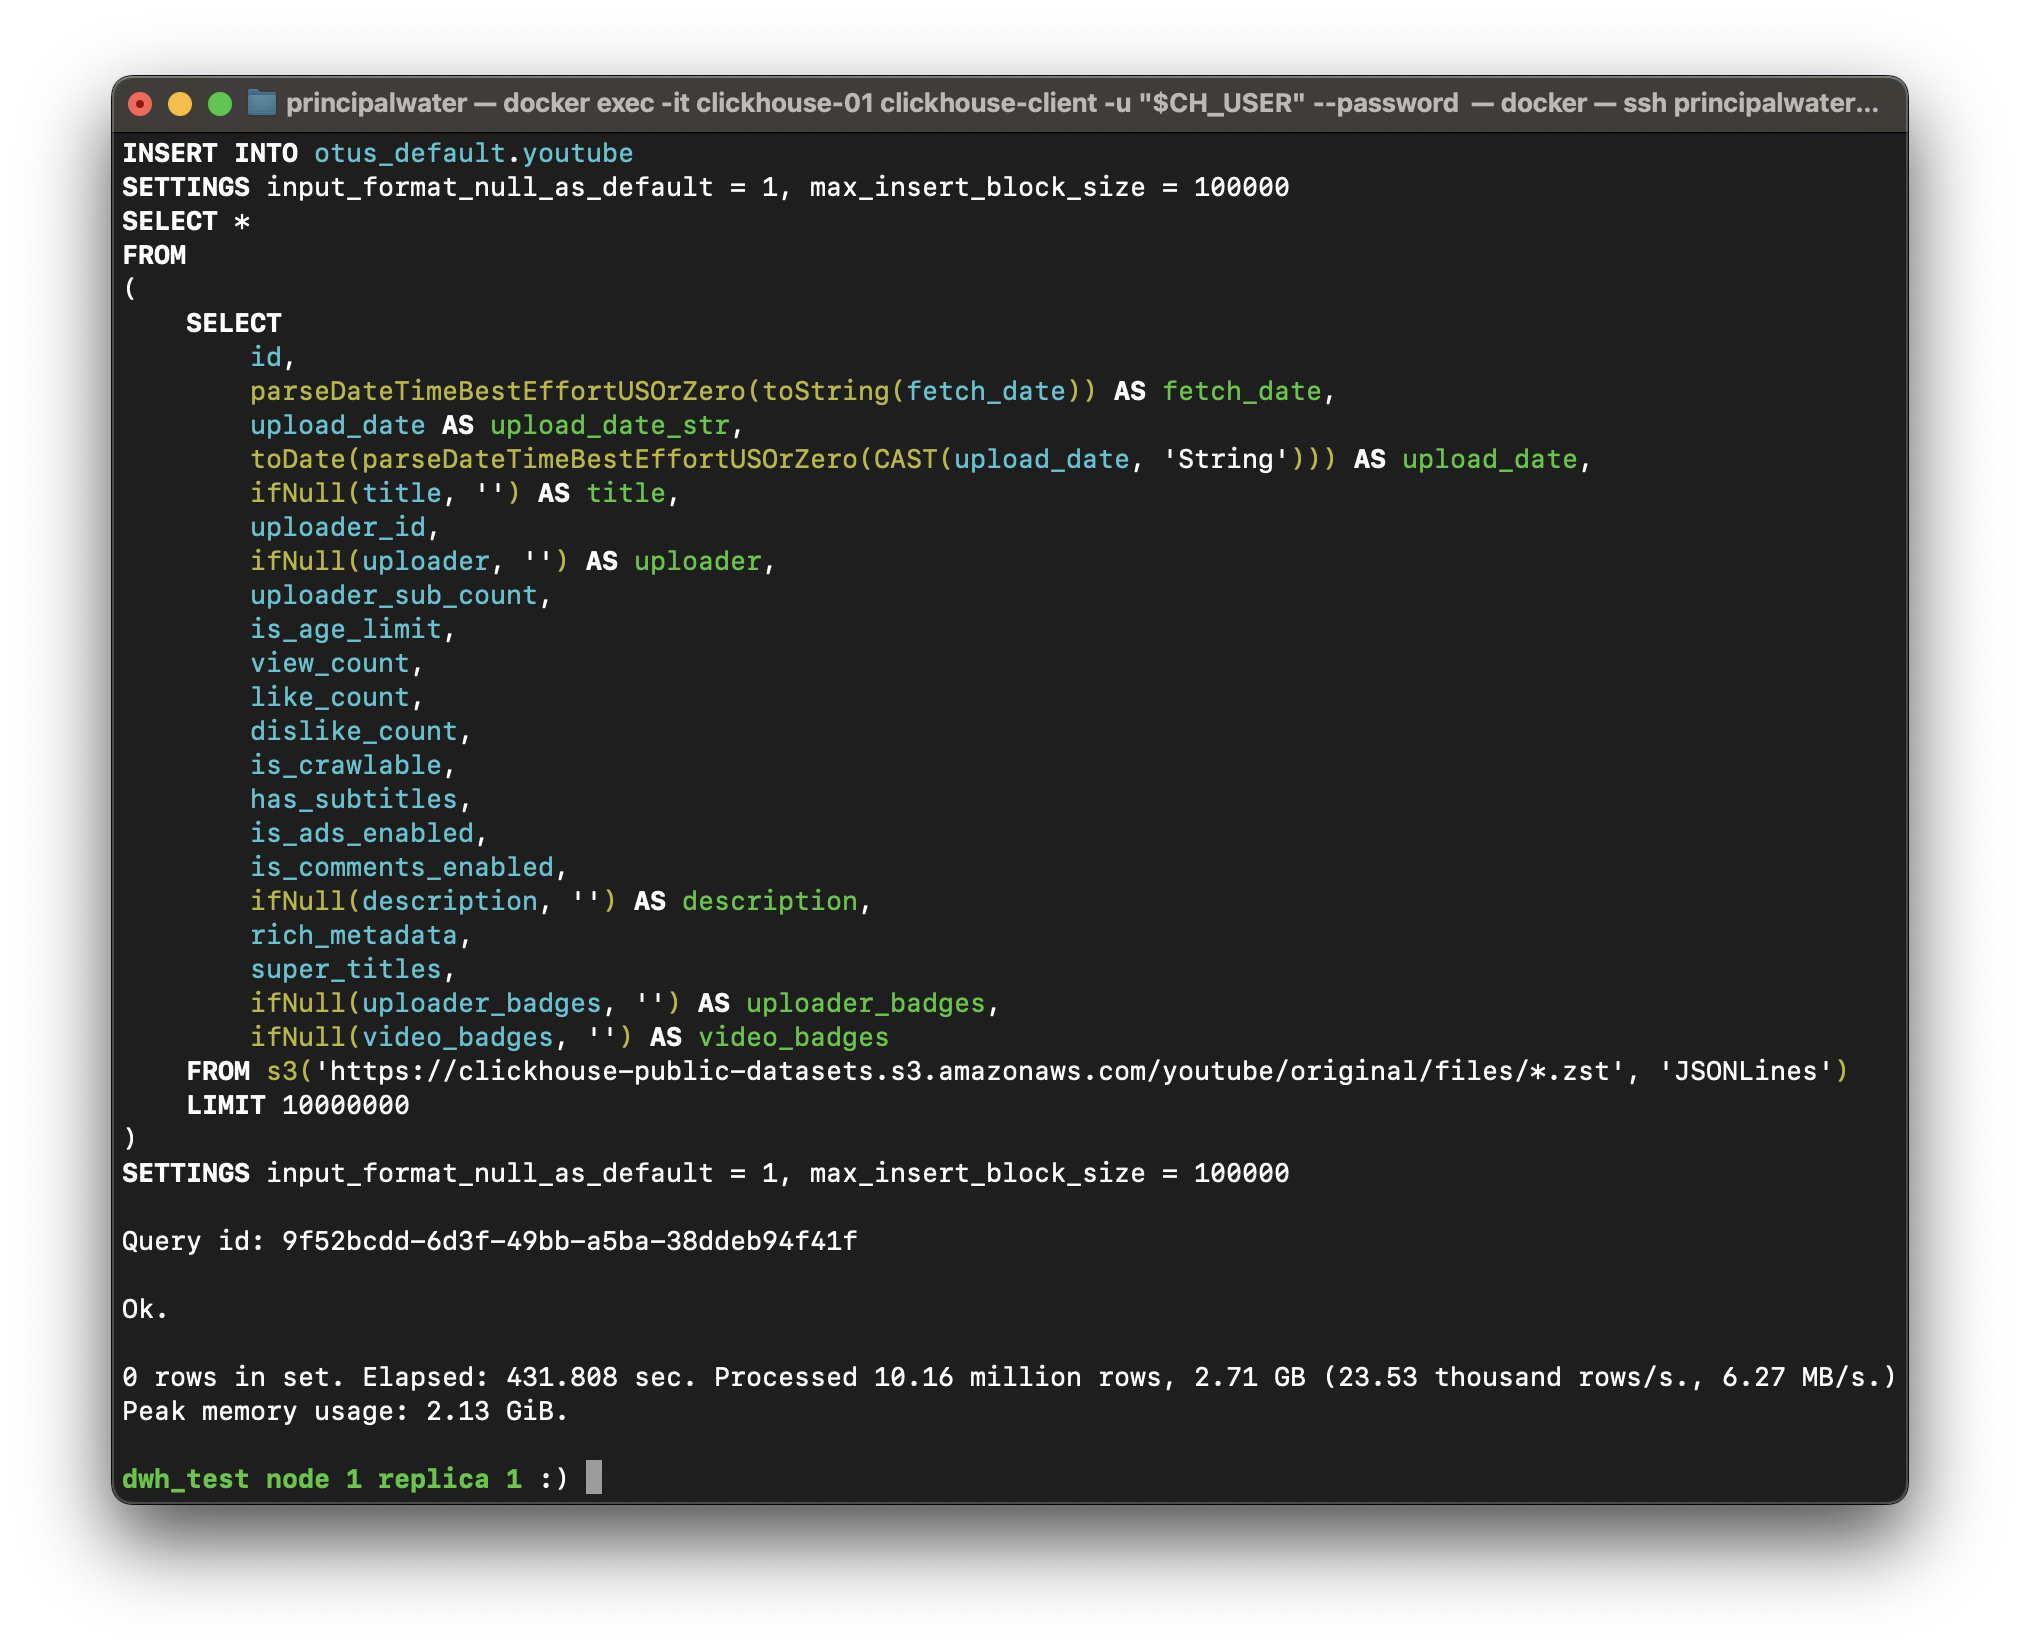 principalwater — docker exec -it clickhouse-01 clickhouse-client -u "$CH_USER" --password — docker — ssh principalwater...
INSERT INTO otus_default.youtube
SETTINGS input_format_null_as_default = 1, max_insert_block_size = 100000
SELECT *
FROM
(
    SELECT
        id,
        parseDateTimeBestEffortUSOrZero(toString(fetch_date)) AS fetch_date,
        upload_date AS upload_date_str,
        toDate(parseDateTimeBestEffortUSOrZero(CAST(upload_date, 'String'))) AS upload_date,
        ifNull(title, '') AS title,
        uploader_id,
        ifNull(uploader, '') AS uploader,
        uploader_sub_count,
        is_age_limit,
        view_count,
        like_count,
        dislike_count,
        is_crawlable,
        has_subtitles,
        is_ads_enabled,
        is_comments_enabled,
        ifNull(description, '') AS description,
        rich_metadata,
        super_titles,
        ifNull(uploader_badges, '') AS uploader_badges,
        ifNull(video_badges, '') AS video_badges
    FROM s3('https://clickhouse-public-datasets.s3.amazonaws.com/youtube/original/files/*.zst', 'JSONLines')
    LIMIT 10000000
)
SETTINGS input_format_null_as_default = 1, max_insert_block_size = 100000
Query id: 9f52bcdd-6d3f-49bb-a5ba-38ddeb94f41f
Ok.
0 rows in set. Elapsed: 431.808 sec. Processed 10.16 million rows, 2.71 GB (23.53 thousand rows/s., 6.27 MB/s.)
Peak memory usage: 2.13 GiB.
dwh_test node 1 replica 1 :)